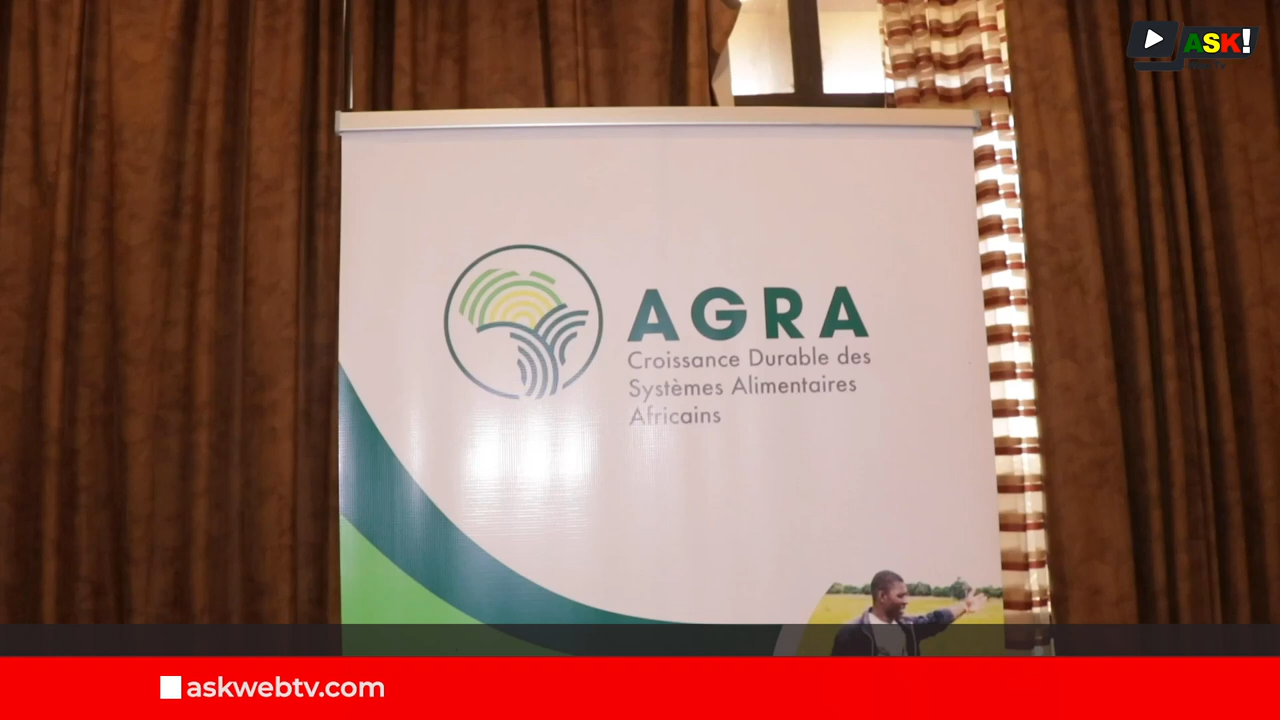 ASK!
AGRA
Croissance Durable des
Systèmes Alimentaires
Africains
askwebtv.com